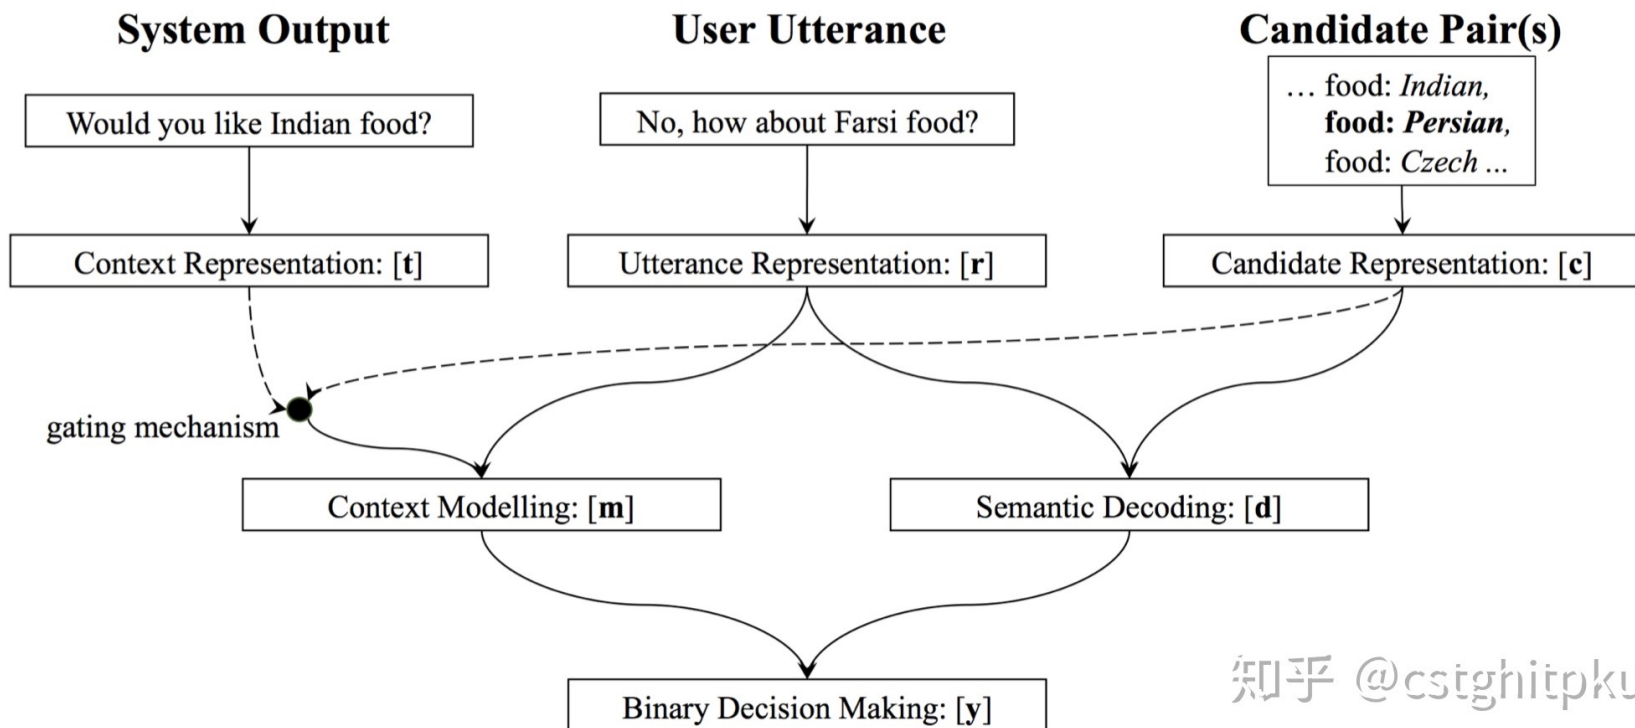 System Output
User Utterance
Candidate Pair(s)
Would you like Indian food?
No, how about Farsi food?
... food: Indian,
food: Persian,
food: Czech ...
Context Representation: [t]
Utterance Representation: [r]
Candidate Representation: [c]
gating mechanism
Context Modelling: [m]
Semantic Decoding: [d]
Binary Decision Making: [y]
知乎 @cstghitpku